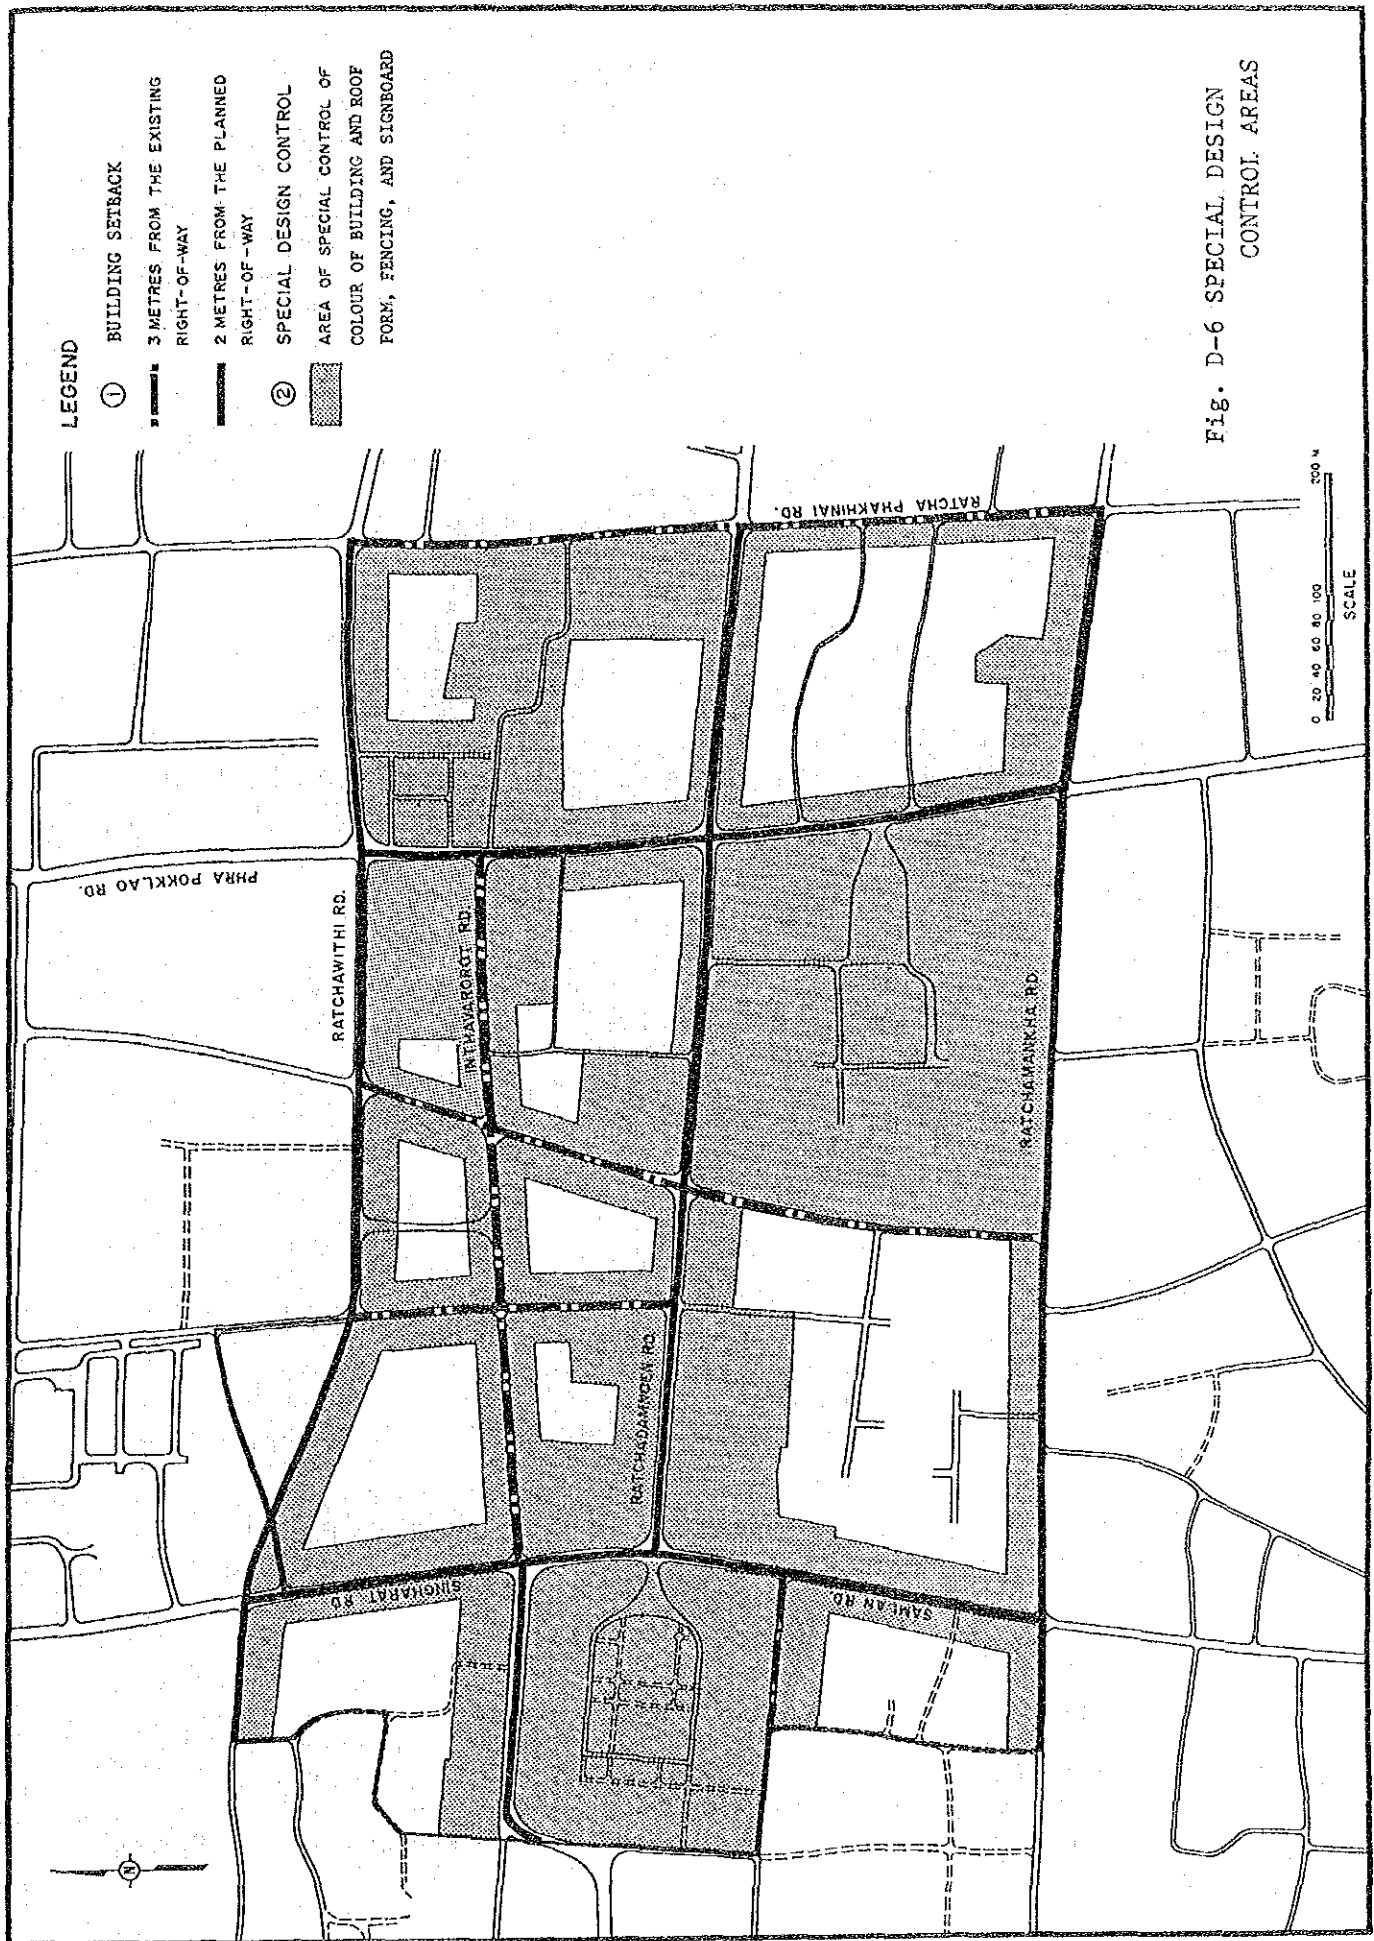 LEGEND
① BUILDING SETBACK
3 METRES FROM THE EXISTING
RIGHT-OF-WAY
2 METRES FROM THE PLANNED
RIGHT-OF-WAY
② SPECIAL DESIGN CONTROL
AREA OF SPECIAL CONTROL OF
COLOUR OF BUILDING AND ROOF
FORM, FENCING, AND SIGNBOARD
N
PHRA POKKLAO RD.
RATCHAWITHI RD.
INTHAVAROROT RD.
RATCHA PHAKHINAI RD.
RATCHADAMNOEN RD.
SINGHARAT RD.
SAMLAN RD.
RATCHAMANKHA RD.
0 20 40 60 80 100 200 M
SCALE
Fig. D-6 SPECIAL DESIGN
CONTROL AREAS